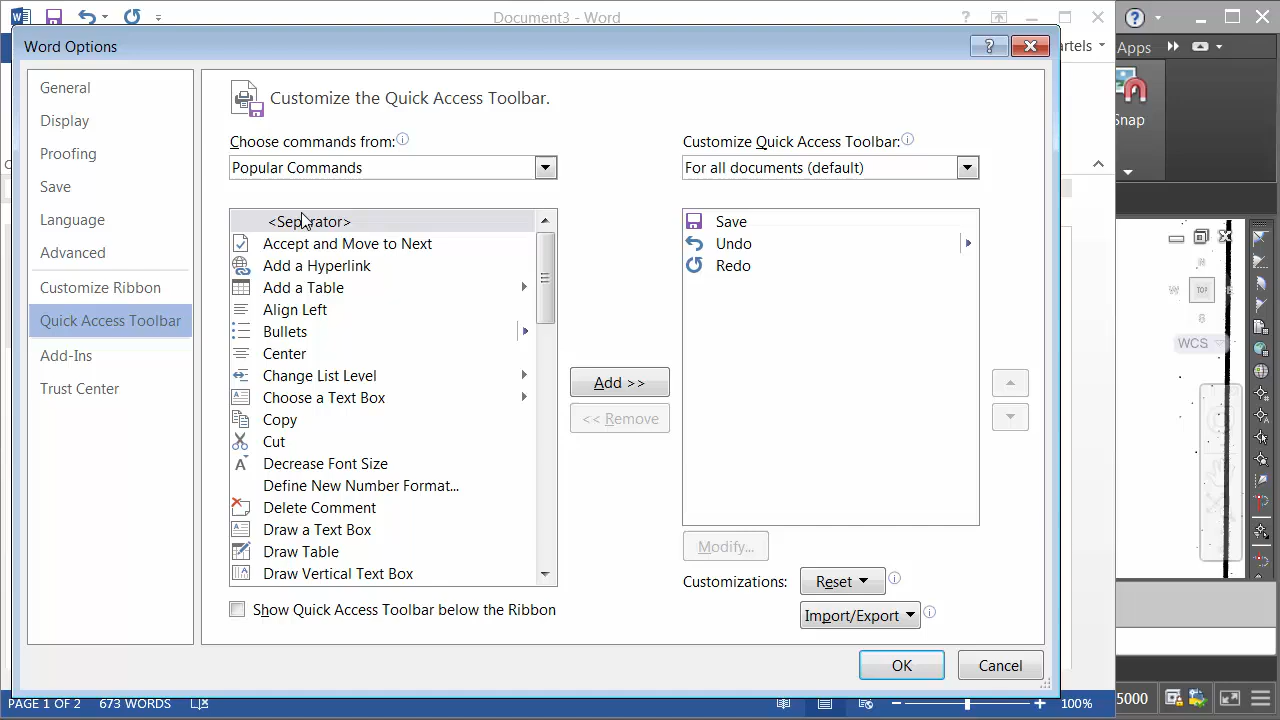 Document3 - Word
Word Options
artels
Apps
General
Display
Proofing
Save
Language
Advanced
Customize Ribbon
Quick Access Toolbar
Add-Ins
Trust Center
Customize the Quick Access Toolbar.
Choose commands from:
Popular Commands
<Separator>
Accept and Move to Next
Add a Hyperlink
Add a Table
Align Left
Bullets
Center
Change List Level
Choose a Text Box
Copy
Cut
Decrease Font Size
Define New Number Format...
Delete Comment
Draw a Text Box
Draw Table
Draw Vertical Text Box
Show Quick Access Toolbar below the Ribbon
Add >>
<< Remove
Customize Quick Access Toolbar:
For all documents (default)
Save
Undo
Redo
Modify...
Customizations:
Reset
Import/Export
OK
Cancel
Snap
W
TOP
S
WCS
PAGE 1 OF 2
673 WORDS
100%
5000